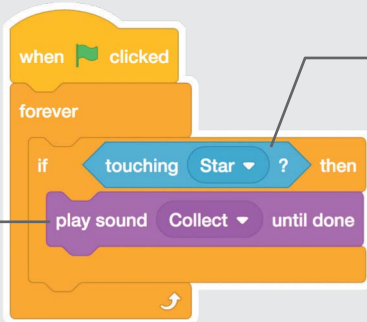 when clicked
forever
if touching Star ? then
play sound Collect until done